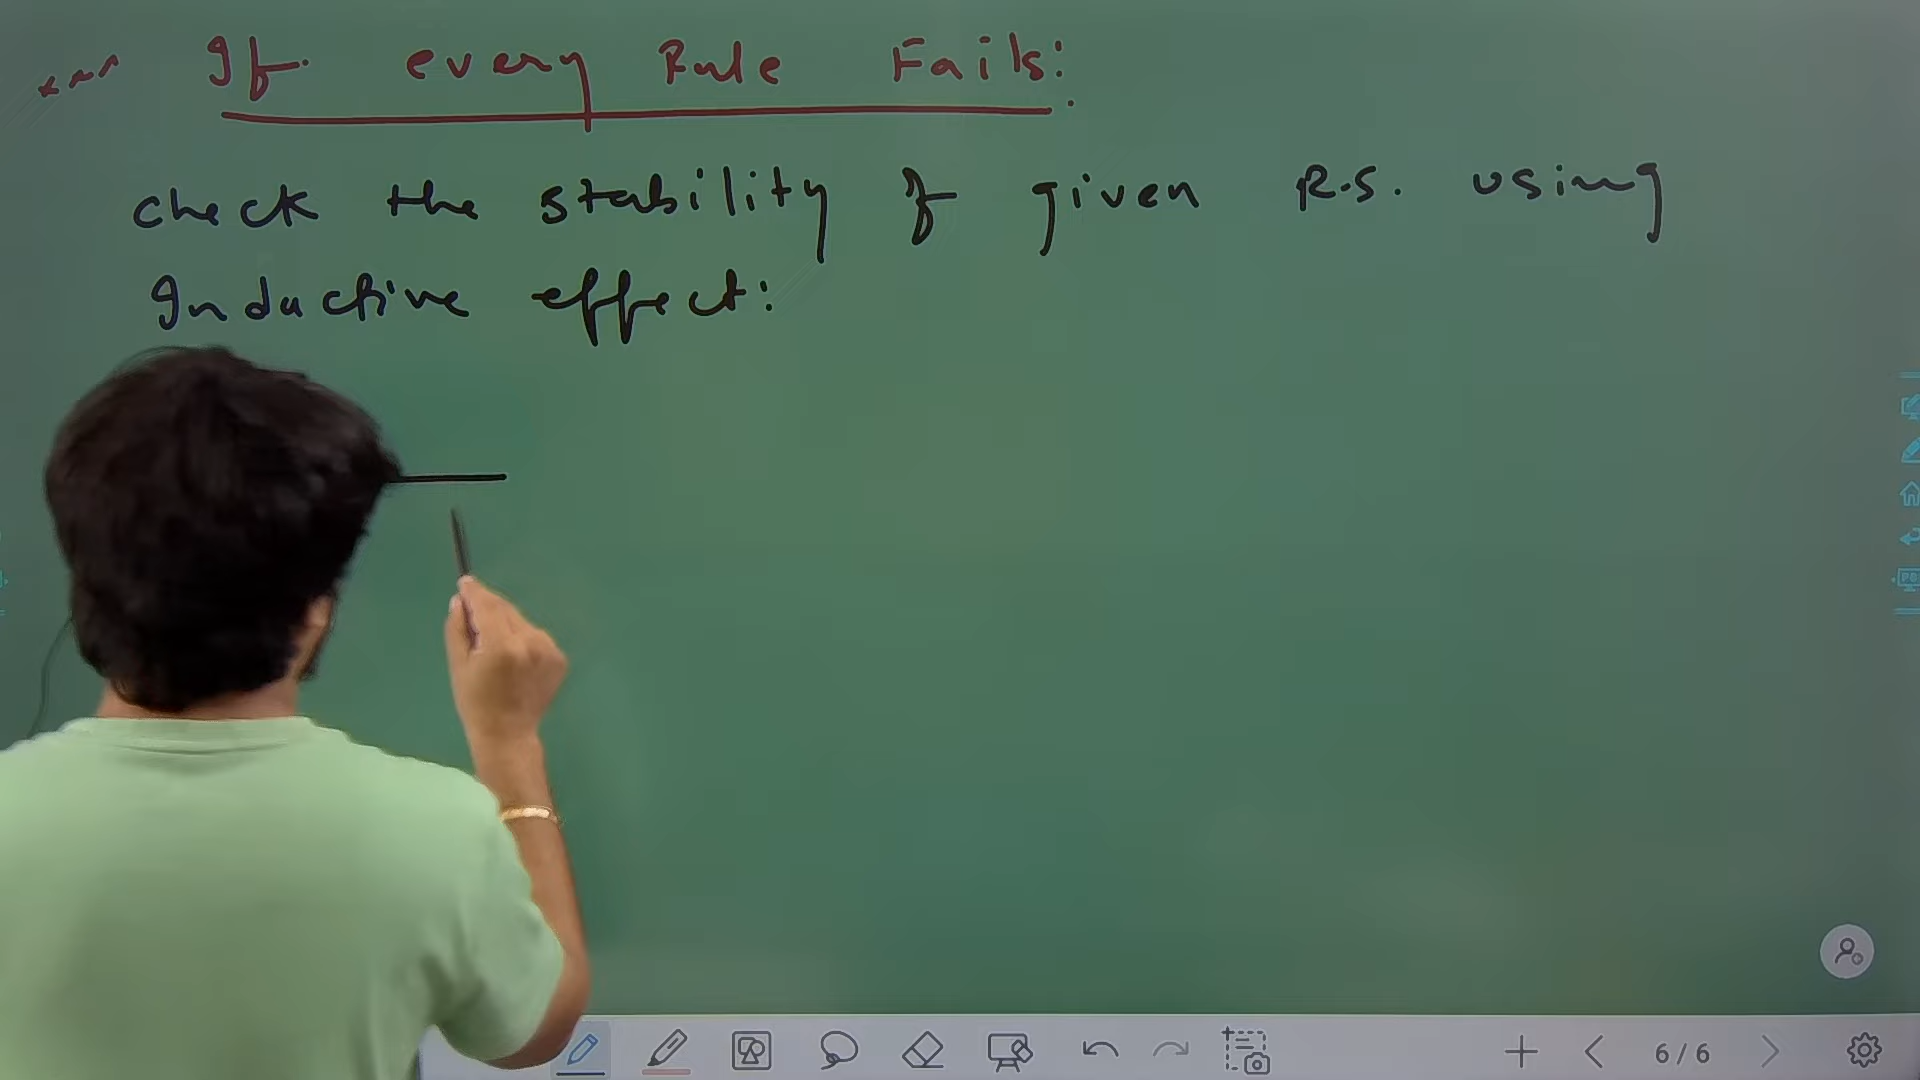 If every Rule Fails:
check the stability of given R.S. using
Inductive effect:
6/6